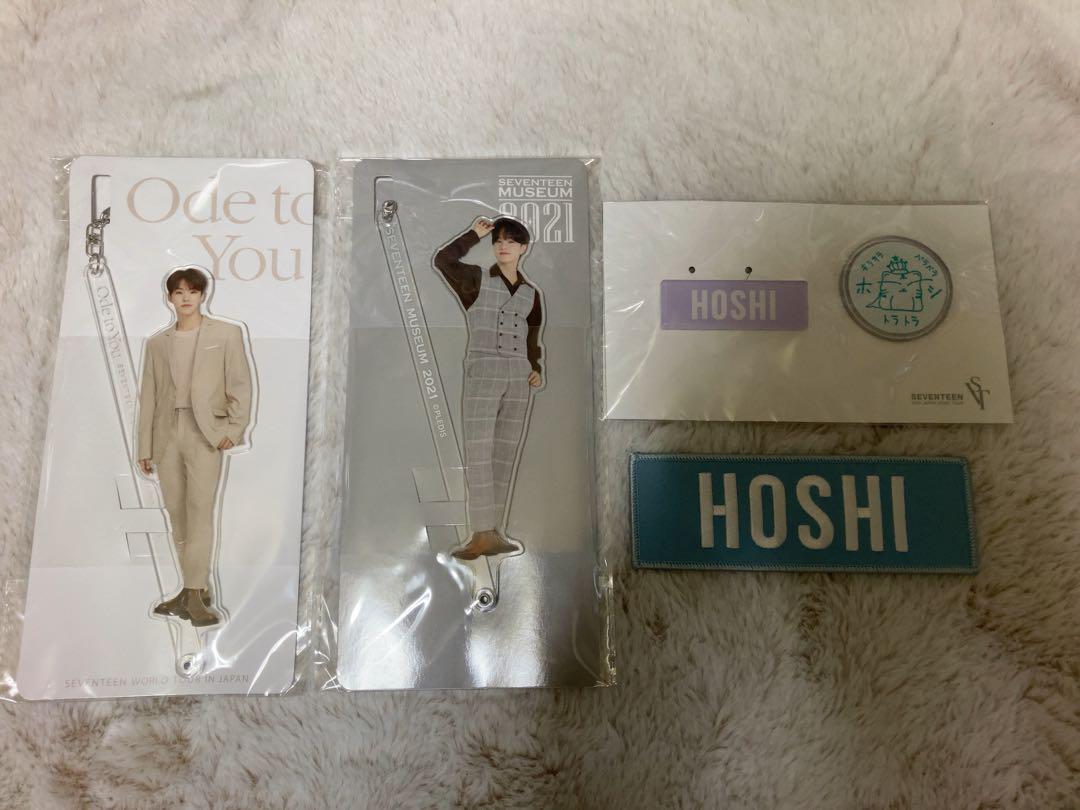 Ode to
You
Ode to You
SEVENTEEN WORLD TOUR IN JAPAN
SEVENTEEN
MUSEUM
2021
SEVENTEEN MUSEUM 2021 ©PLEDIS
HOSHI
ホシ
トラトラ
SEVENTEEN
HOSHI